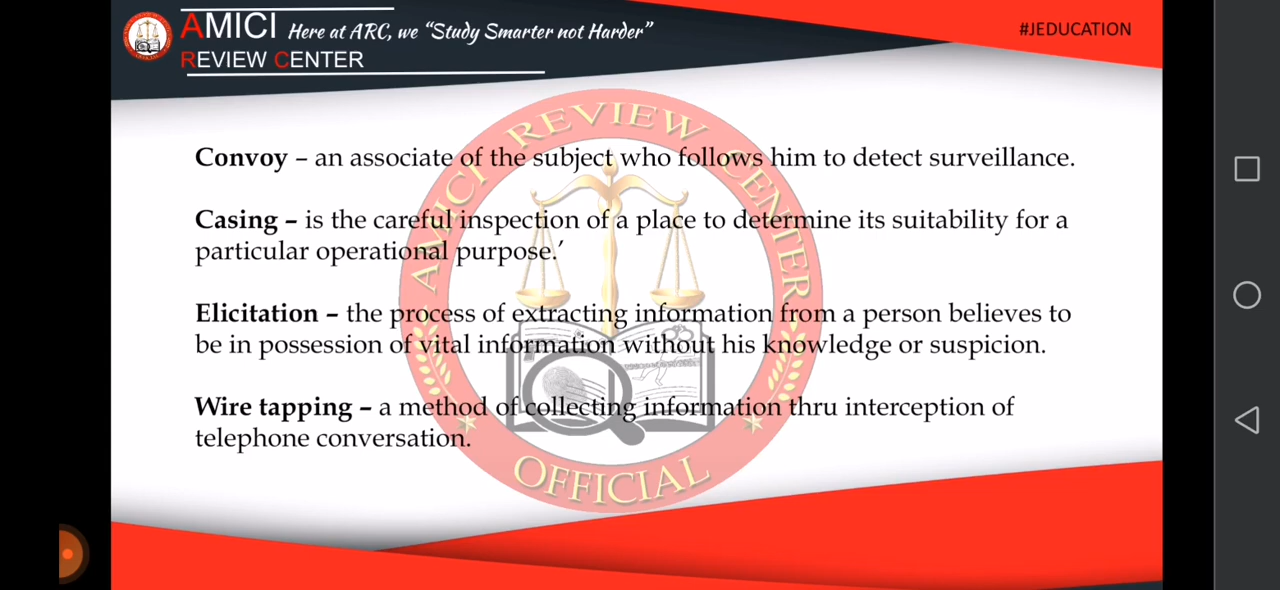 AMICI Here at ARC, we "Study Smarter not Harder"
REVIEW CENTER
#JEDUCATION
Convoy – an associate of the subject who follows him to detect surveillance.
Casing – is the careful inspection of a place to determine its suitability for a
particular operational purpose.’
Elicitation – the process of extracting information from a person believes to
be in possession of vital information without his knowledge or suspicion.
Wire tapping – a method of collecting information thru interception of
telephone conversation.
AMICI REVIEW CENTER
OFFICIAL